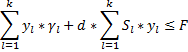 ∑_{l=1}^{k} y_l * γ_l + d * ∑_{l=1}^{k} S_l * y_l ≤ F